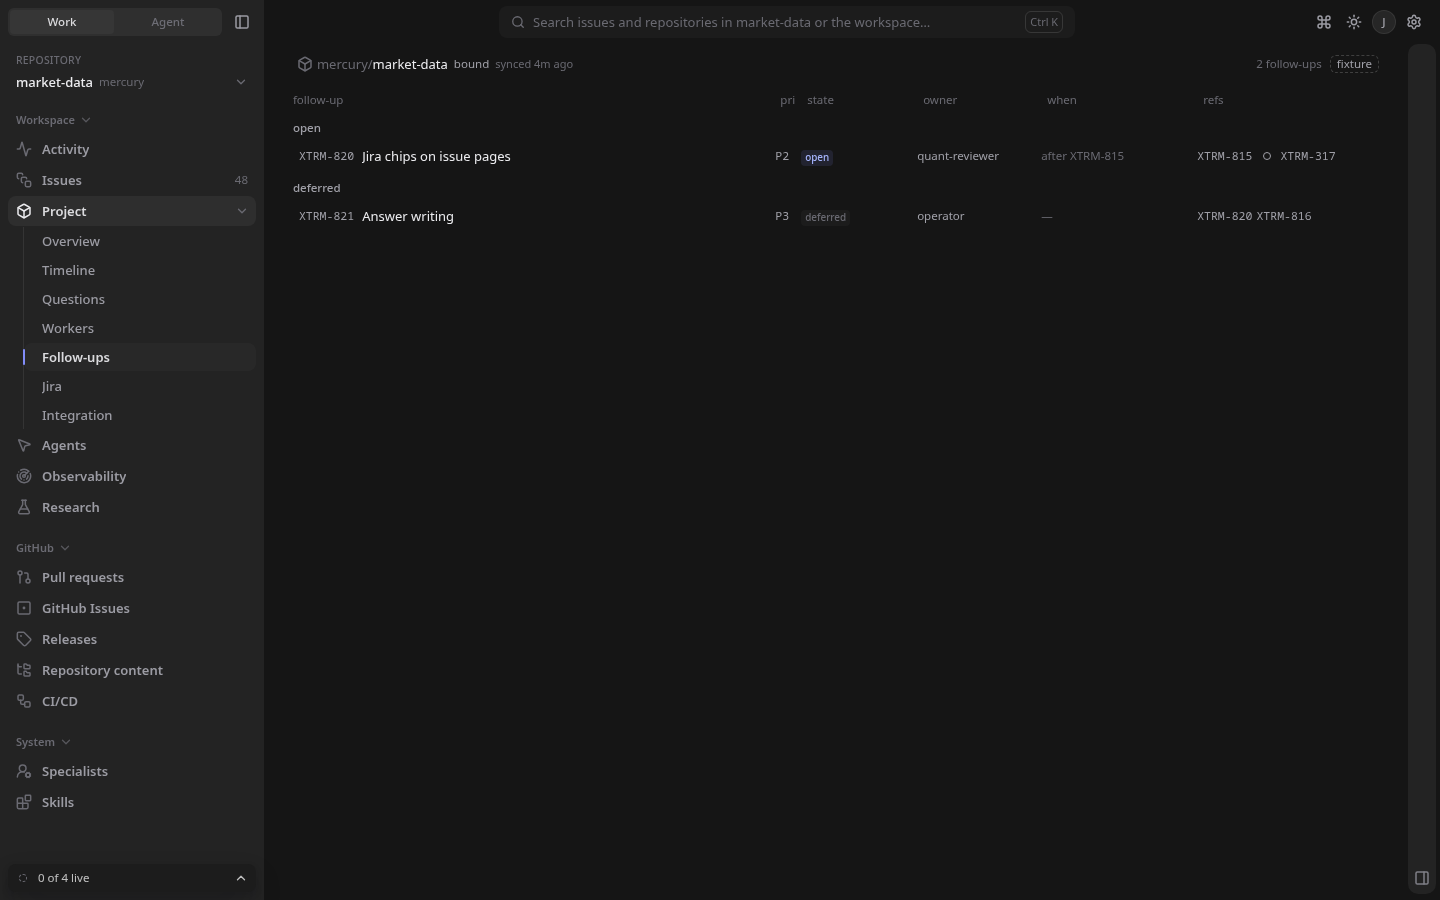 Work Agent
Search issues and repositories in market-data or the workspace... Ctrl K
J
REPOSITORY
market-data mercury
Workspace
Activity
Issues 48
Project
Overview
Timeline
Questions
Workers
Follow-ups
Jira
Integration
Agents
Observability
Research
GitHub
Pull requests
GitHub Issues
Releases
Repository content
CI/CD
System
Specialists
Skills
0 of 4 live
mercury/market-data bound synced 4m ago 2 follow-ups fixture
follow-up pri state owner when refs
open
XTRM-820 Jira chips on issue pages P2 open quant-reviewer after XTRM-815 XTRM-815 XTRM-317
deferred
XTRM-821 Answer writing P3 deferred operator — XTRM-820 XTRM-816